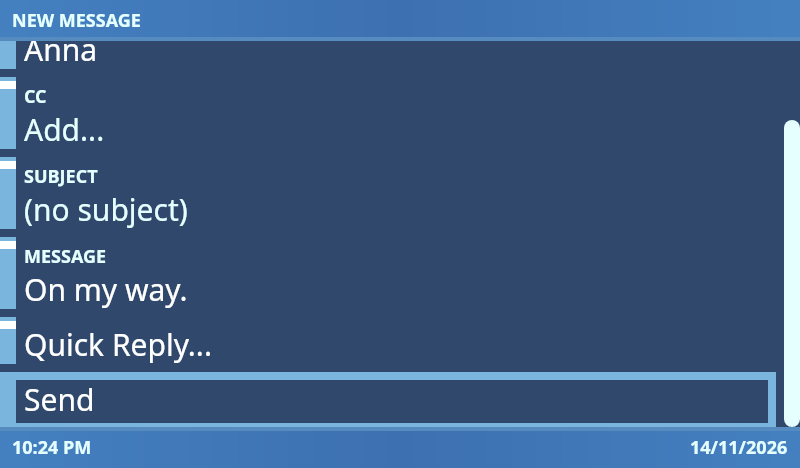 NEW MESSAGE
Anna
CC
Add...
SUBJECT
(no subject)
MESSAGE
On my way.
Quick Reply...
Send
10:24 PM
14/11/2026